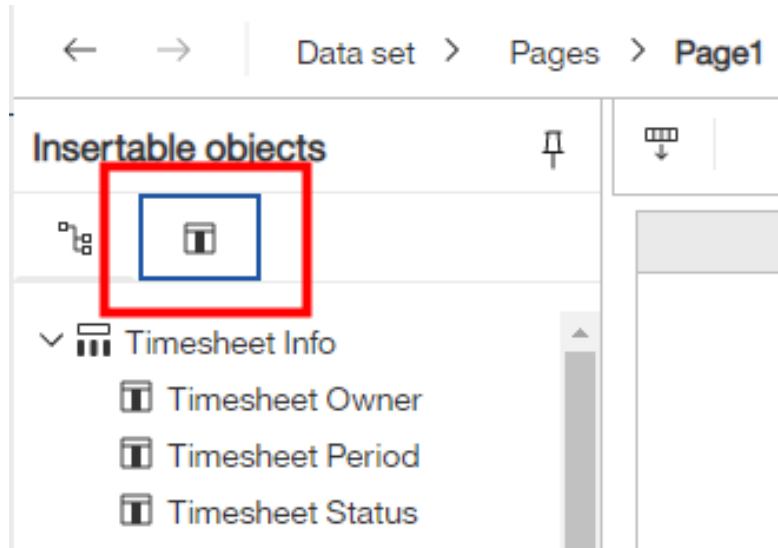 Data set > Pages > Page1
Insertable objects
Timesheet Info
Timesheet Owner
Timesheet Period
Timesheet Status